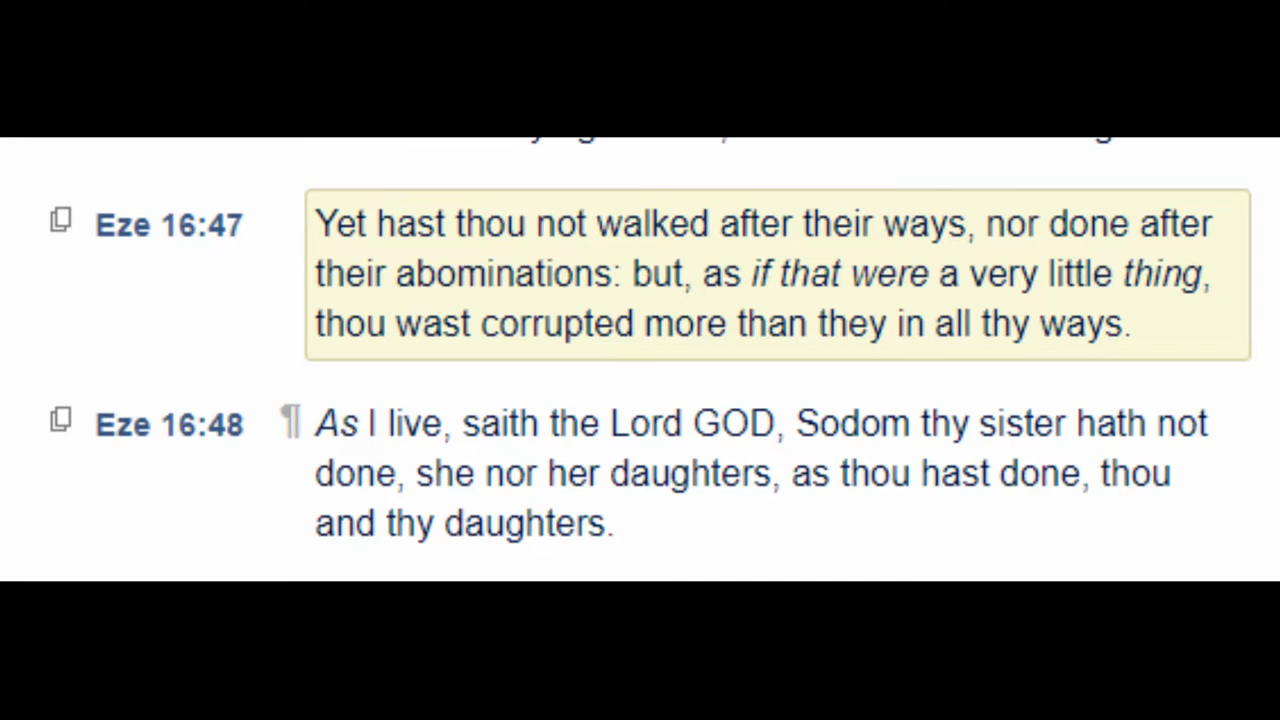 Eze 16:47 Yet hast thou not walked after their ways, nor done after
their abominations: but, as if that were a very little thing,
thou wast corrupted more than they in all thy ways.
Eze 16:48 ¶ As I live, saith the Lord GOD, Sodom thy sister hath not
done, she nor her daughters, as thou hast done, thou
and thy daughters.